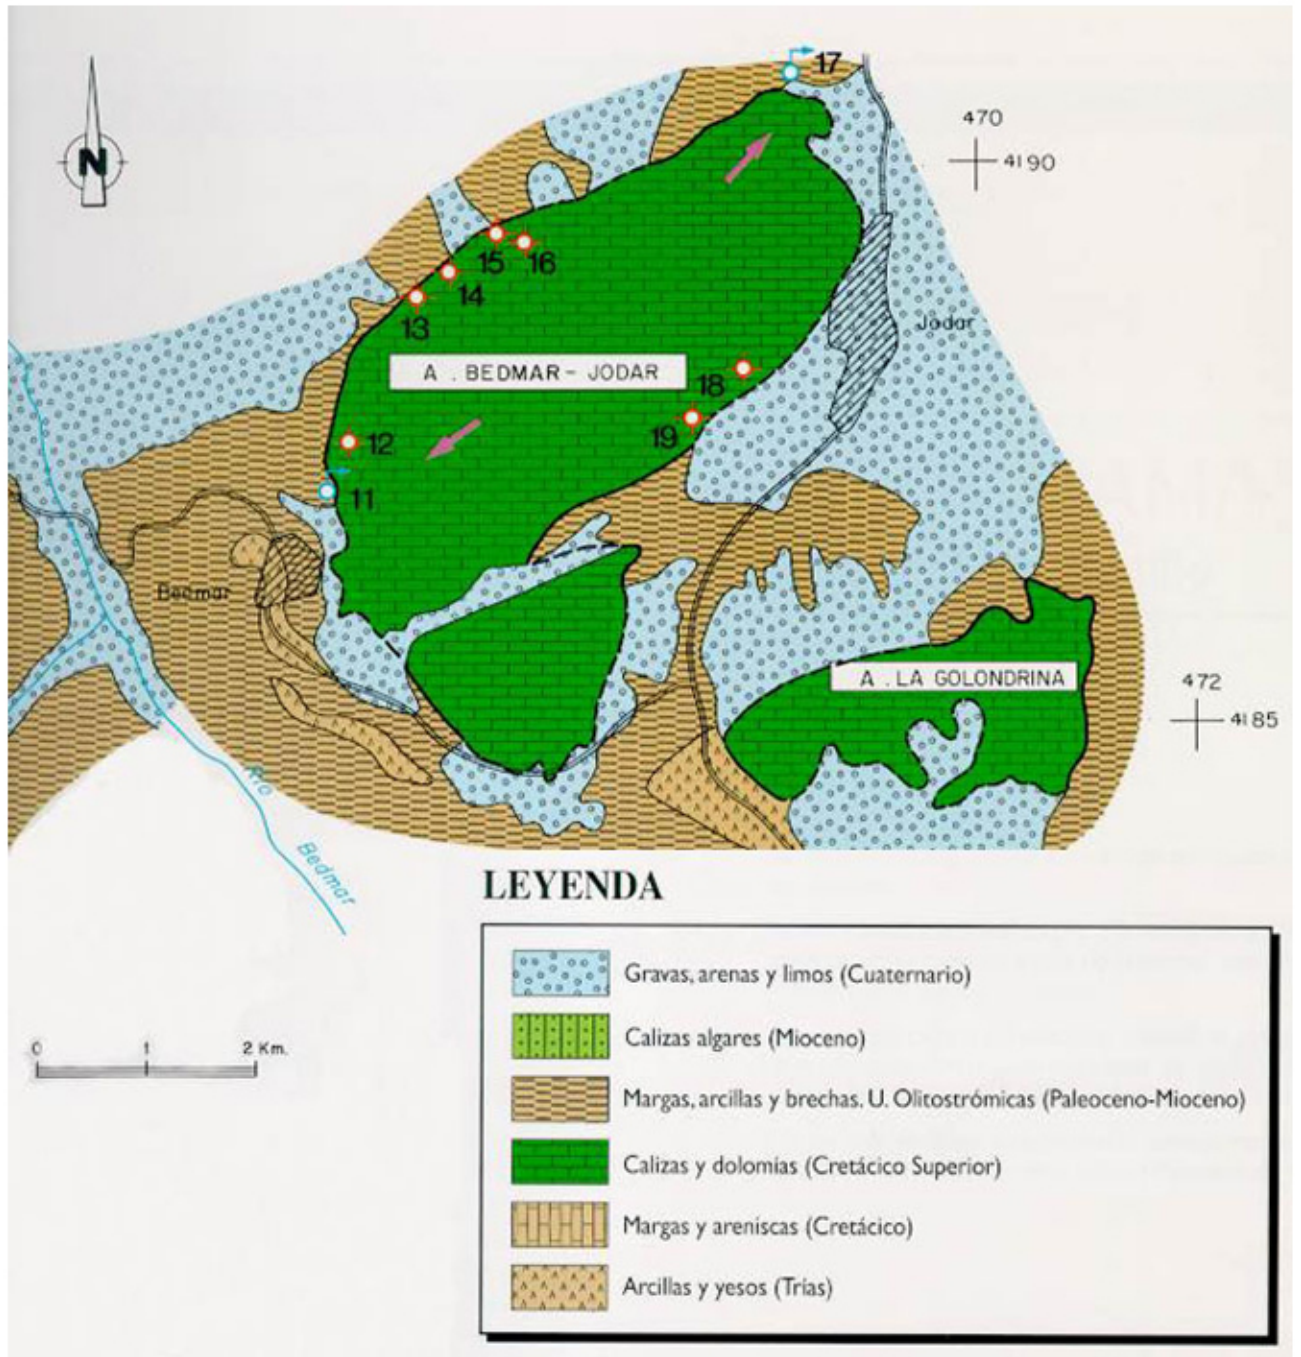 17
470
4190
N
15
16
14
13
Jodar
A . BEDMAR - JODAR
18
19
12
11
Bedmar
A . LA GOLONDRINA
472
4185
Río
Bedmar
LEYENDA
Gravas, arenas y limos (Cuaternario)
Calizas algares (Mioceno)
0 1 2 Km.
Margas, arcillas y brechas. U. Olitostrómicas (Paleoceno-Mioceno)
Calizas y dolomías (Cretácico Superior)
Margas y areniscas (Cretácico)
Arcillas y yesos (Trías)